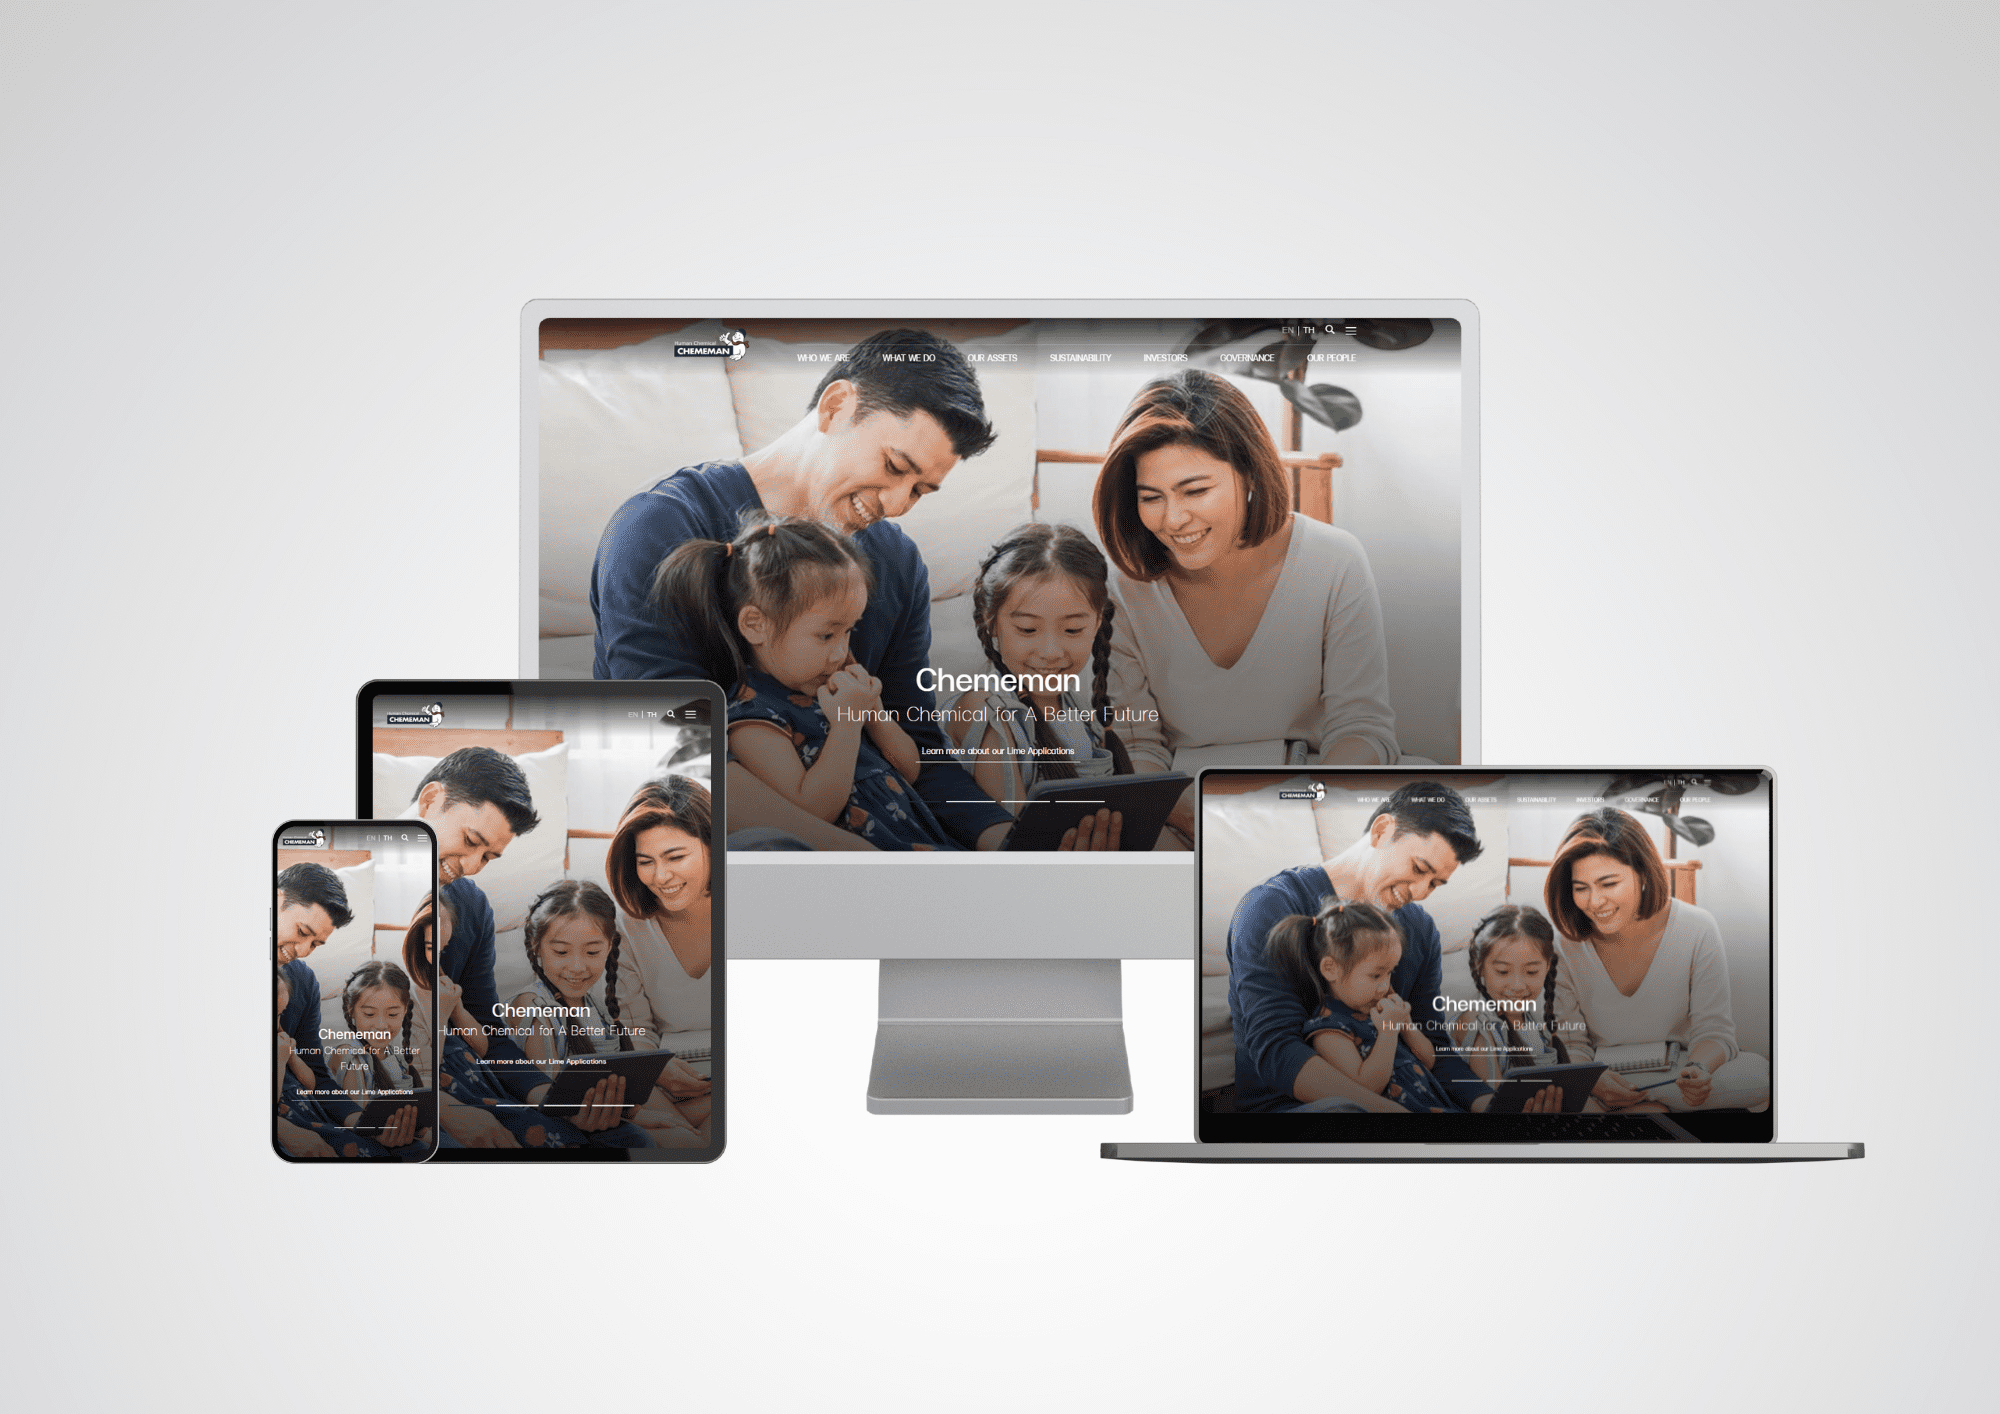 Human Chemical
CHEMEMAN
EN | TH
WHO WE ARE WHAT WE DO OUR ASSETS SUSTAINABILITY INVESTORS GOVERNANCE OUR PEOPLE
Chememan
Human Chemical for A Better Future
Learn more about our Lime Applications
Human Chemical
CHEMEMAN
EN | TH
Chememan
Human Chemical for A Better Future
Learn more about our Lime Applications
CHEMEMAN
EN | TH
Chememan
Human Chemical for A Better
Future
Learn more about our Lime Applications
CHEMEMAN
EN | TH
WHO WE ARE WHAT WE DO OUR ASSETS SUSTAINABILITY INVESTORS GOVERNANCE OUR PEOPLE
Chememan
Human Chemical for A Better Future
Learn more about our Lime Applications